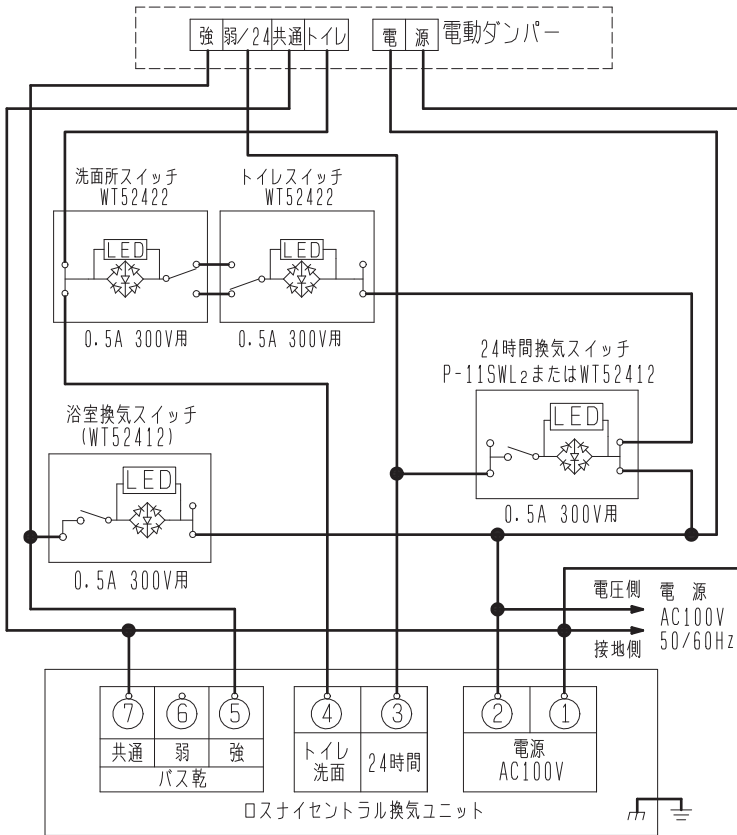 強 弱/24 共通 トイレ 電 源 電動ダンパー
洗面所スイッチ
WT52422
トイレスイッチ
WT52422
LED
LED
0.5A 300V用
0.5A 300V用
24時間換気スイッチ
P-11SWL2またはWT52412
LED
0.5A 300V用
浴室換気スイッチ
(WT52412)
LED
0.5A 300V用
電圧側
接地側
電 源
AC100V
50/60Hz
7 6 5 4 3 2 1
共通 弱 強
バス乾
トイレ
洗面
24時間
電源
AC100V
ロスナイセントラル換気ユニット